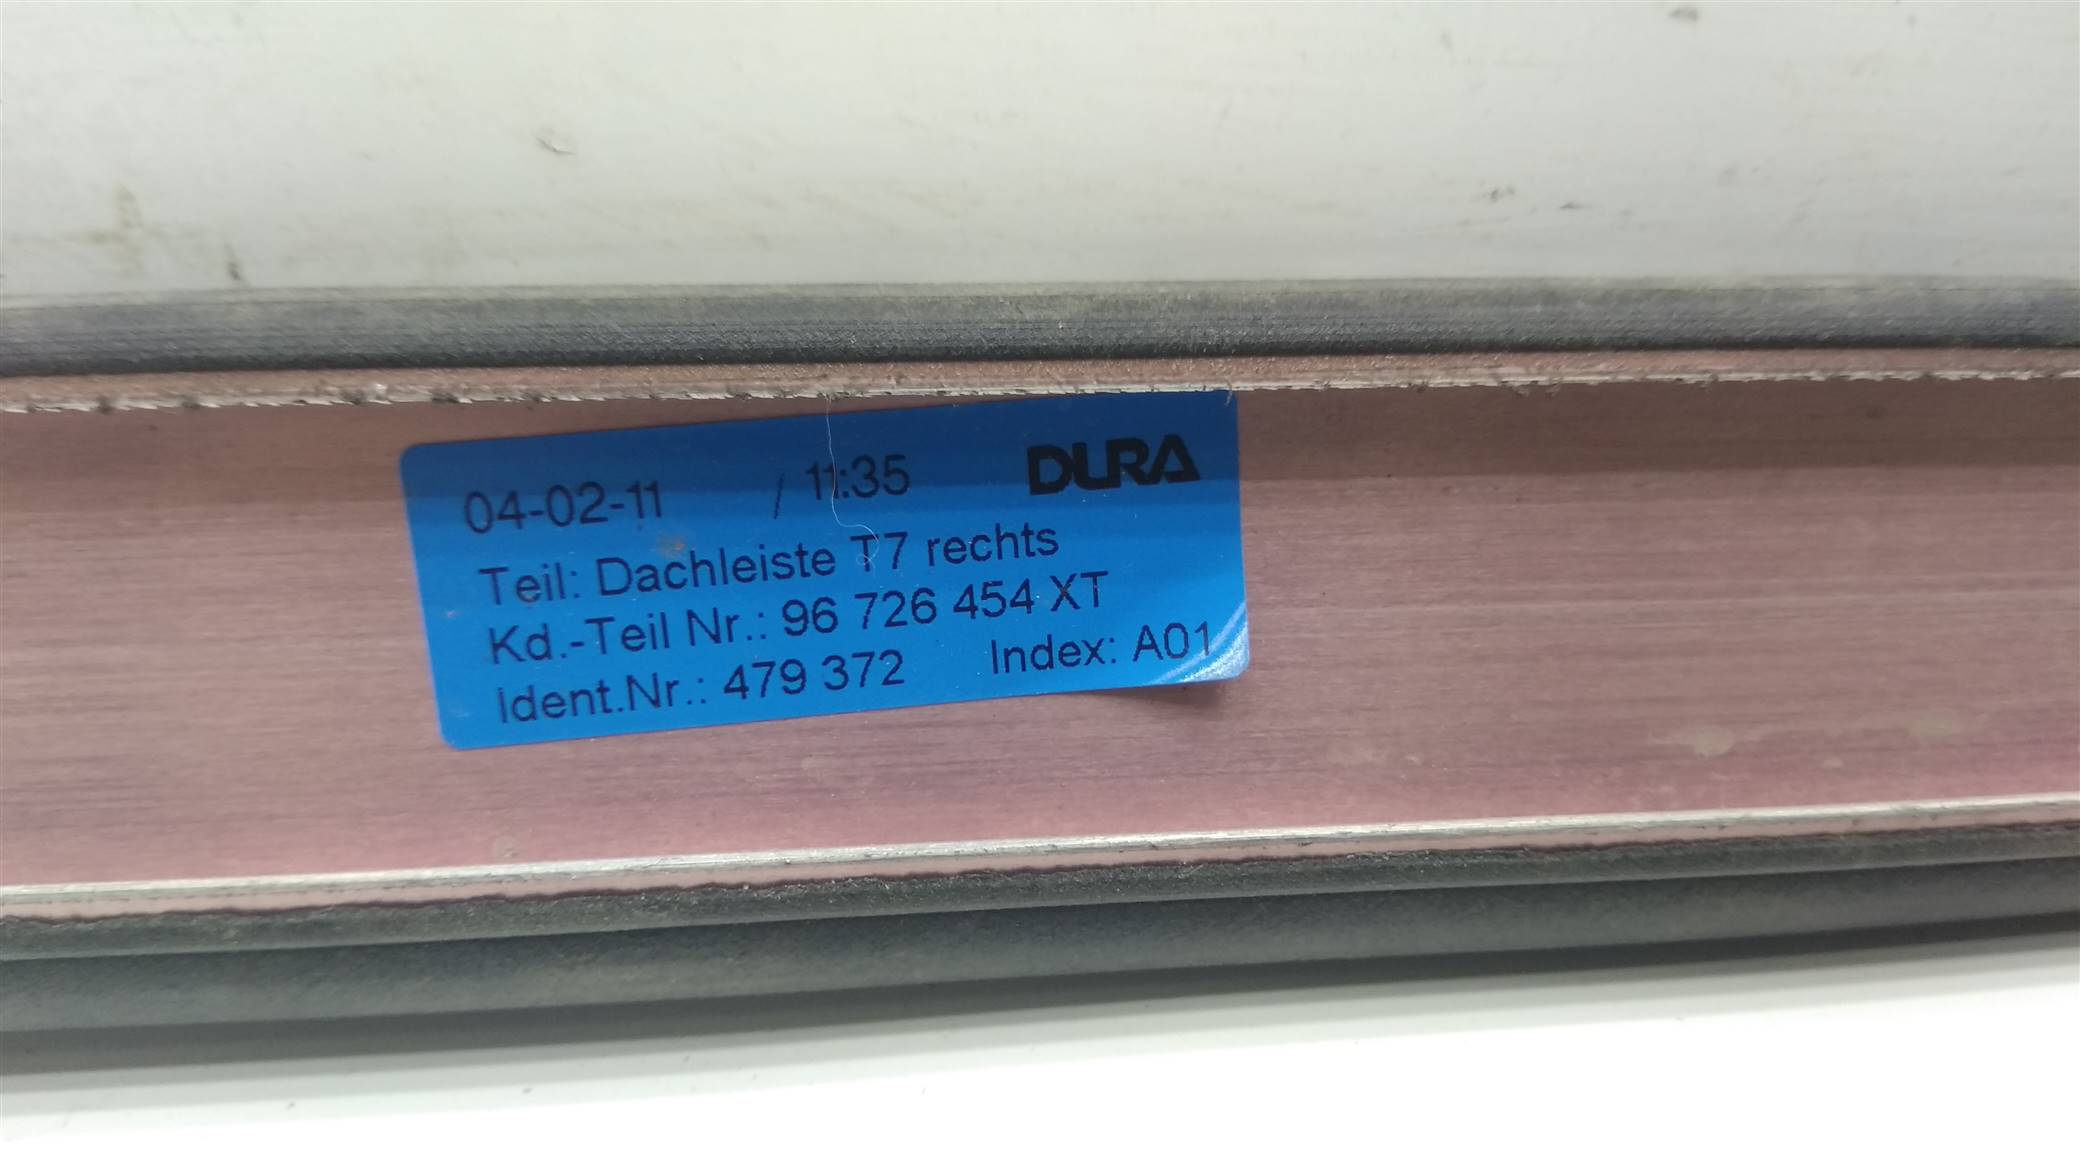 04-02-11 / 11:35 DURA
Teil: Dachleiste T7 rechts
Kd.-Teil Nr.: 96 726 454 XT
Ident.Nr.: 479 372 Index: A01